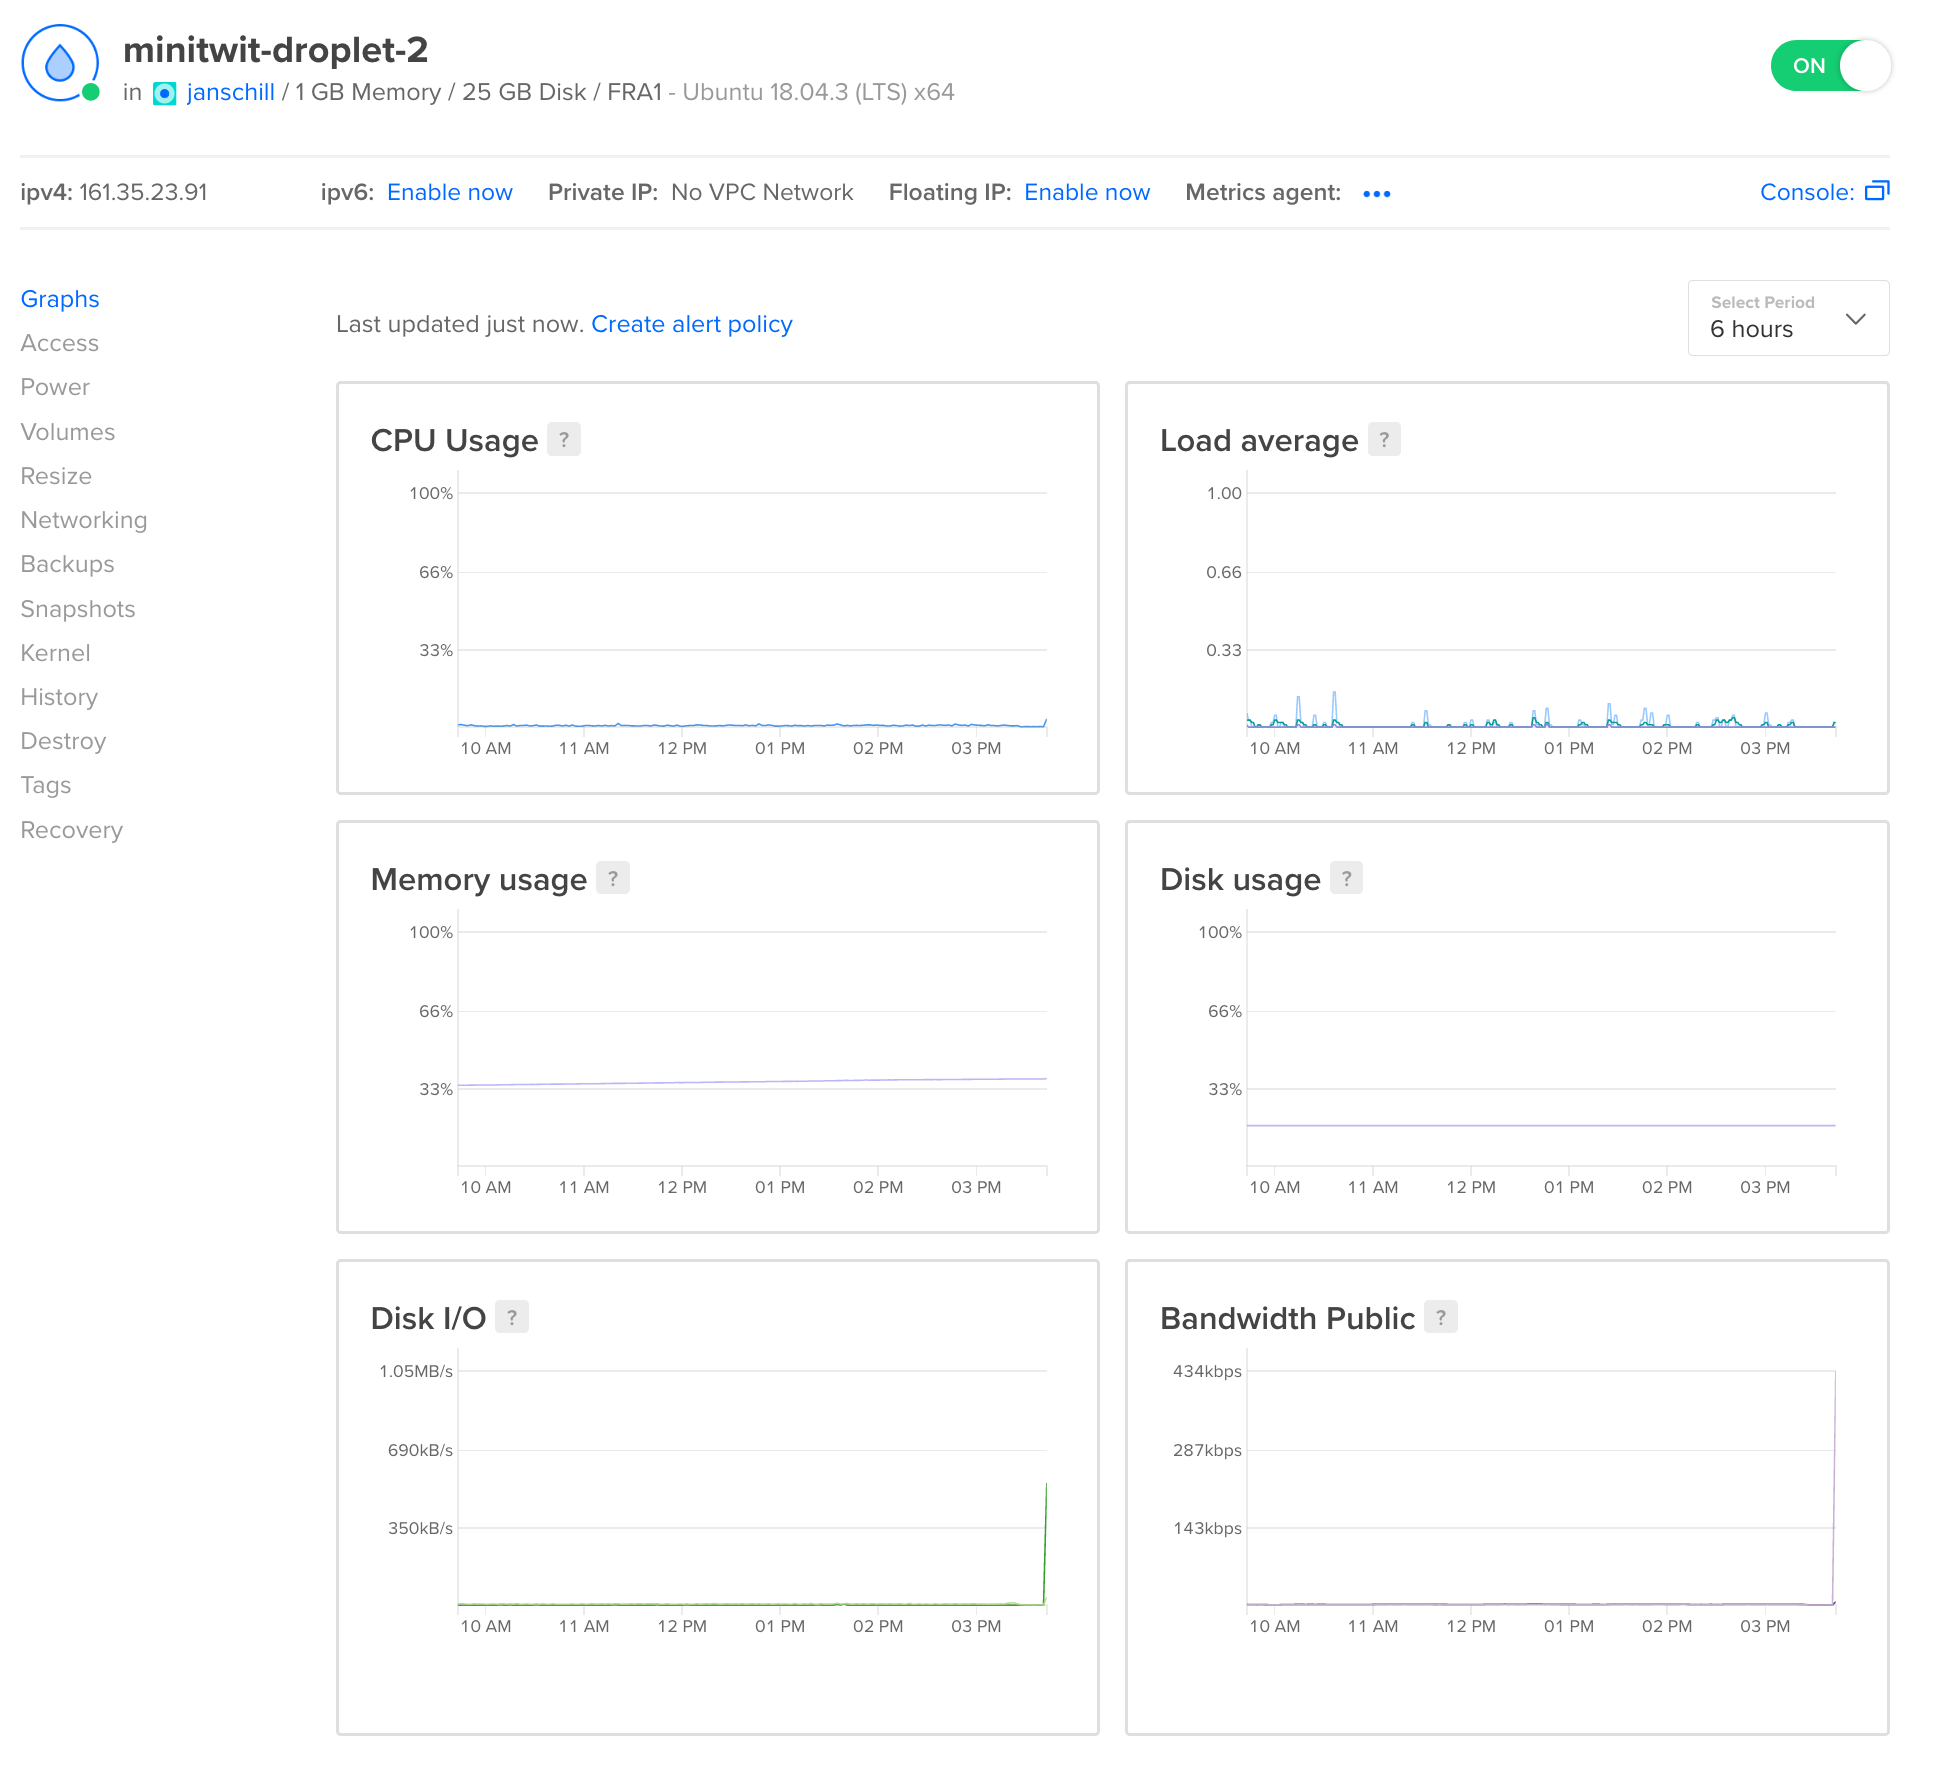 minitwit-droplet-2
in janschill / 1 GB Memory / 25 GB Disk / FRA1 - Ubuntu 18.04.3 (LTS) x64
ON
ipv4: 161.35.23.91 ipv6: Enable now Private IP: No VPC Network Floating IP: Enable now Metrics agent: ••• Console:
Graphs
Access
Power
Volumes
Resize
Networking
Backups
Snapshots
Kernel
History
Destroy
Tags
Recovery
Last updated just now. Create alert policy
Select Period
6 hours
CPU Usage ?
100%
66%
33%
10 AM 11 AM 12 PM 01 PM 02 PM 03 PM
Load average ?
1.00
0.66
0.33
10 AM 11 AM 12 PM 01 PM 02 PM 03 PM
Memory usage ?
100%
66%
33%
10 AM 11 AM 12 PM 01 PM 02 PM 03 PM
Disk usage ?
100%
66%
33%
10 AM 11 AM 12 PM 01 PM 02 PM 03 PM
Disk I/O ?
1.05MB/s
690kB/s
350kB/s
10 AM 11 AM 12 PM 01 PM 02 PM 03 PM
Bandwidth Public ?
434kbps
287kbps
143kbps
10 AM 11 AM 12 PM 01 PM 02 PM 03 PM